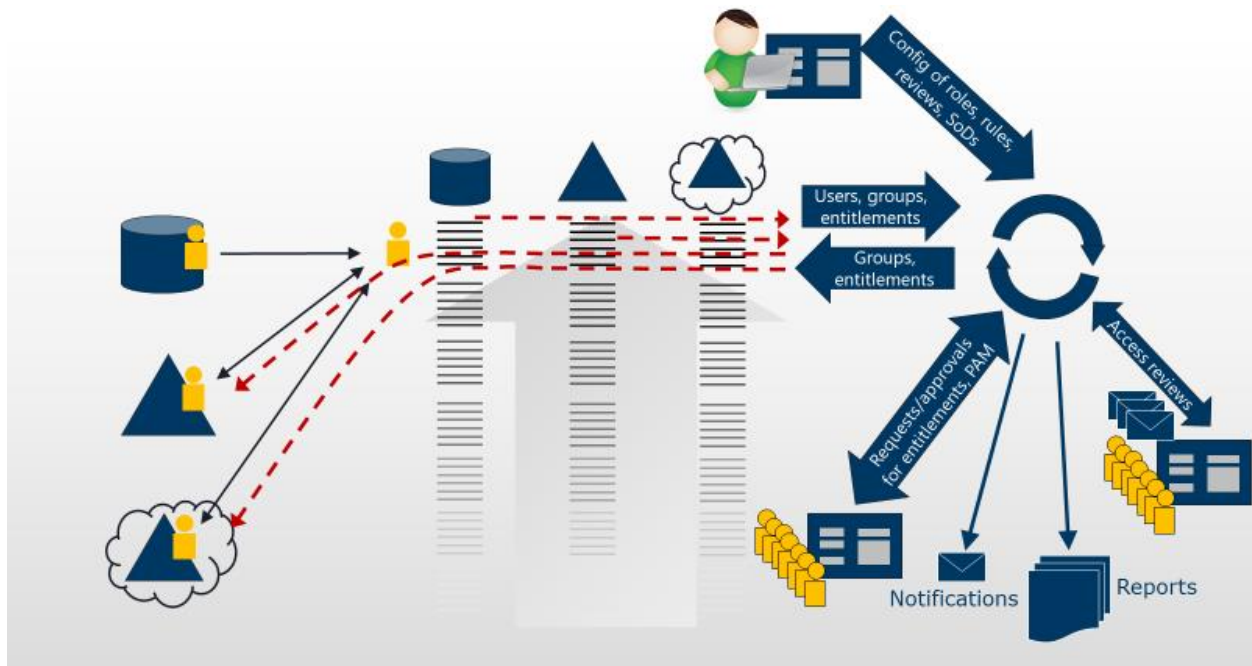 Config of roles, rules,
reviews, SoDs
Users, groups,
entitlements
Groups,
entitlements
Requests/approvals
for entitlements, PAM
Access reviews
Notifications
Reports